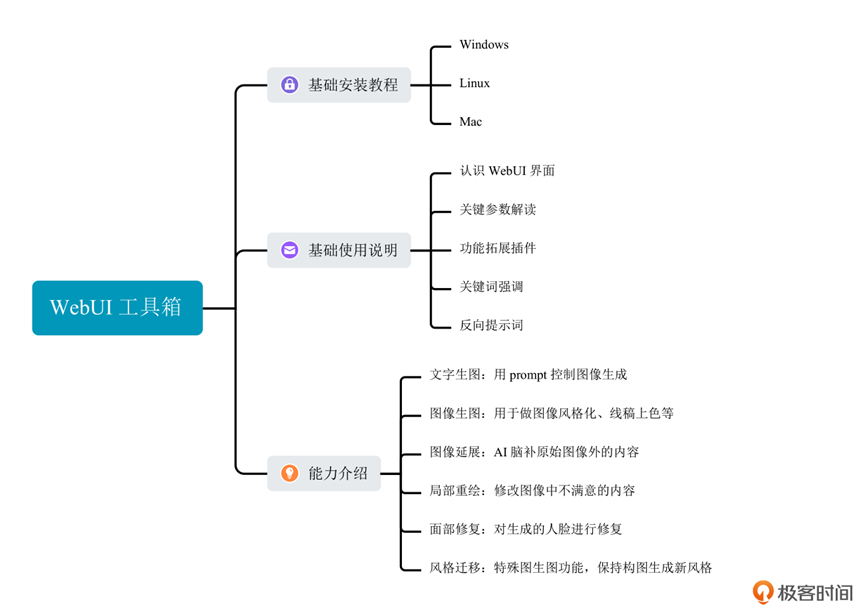 WebUI 工具箱
基础安装教程
Windows
Linux
Mac
基础使用说明
认识 WebUI 界面
关键参数解读
功能拓展插件
关键词强调
反向提示词
能力介绍
文字生图：用 prompt 控制图像生成
图像生图：用于做图像风格化、线稿上色等
图像延展：AI 脑补原始图像外的内容
局部重绘：修改图像中不满意的内容
面部修复：对生成的人脸进行修复
风格迁移：特殊图生图功能，保持构图生成新风格
极客时间